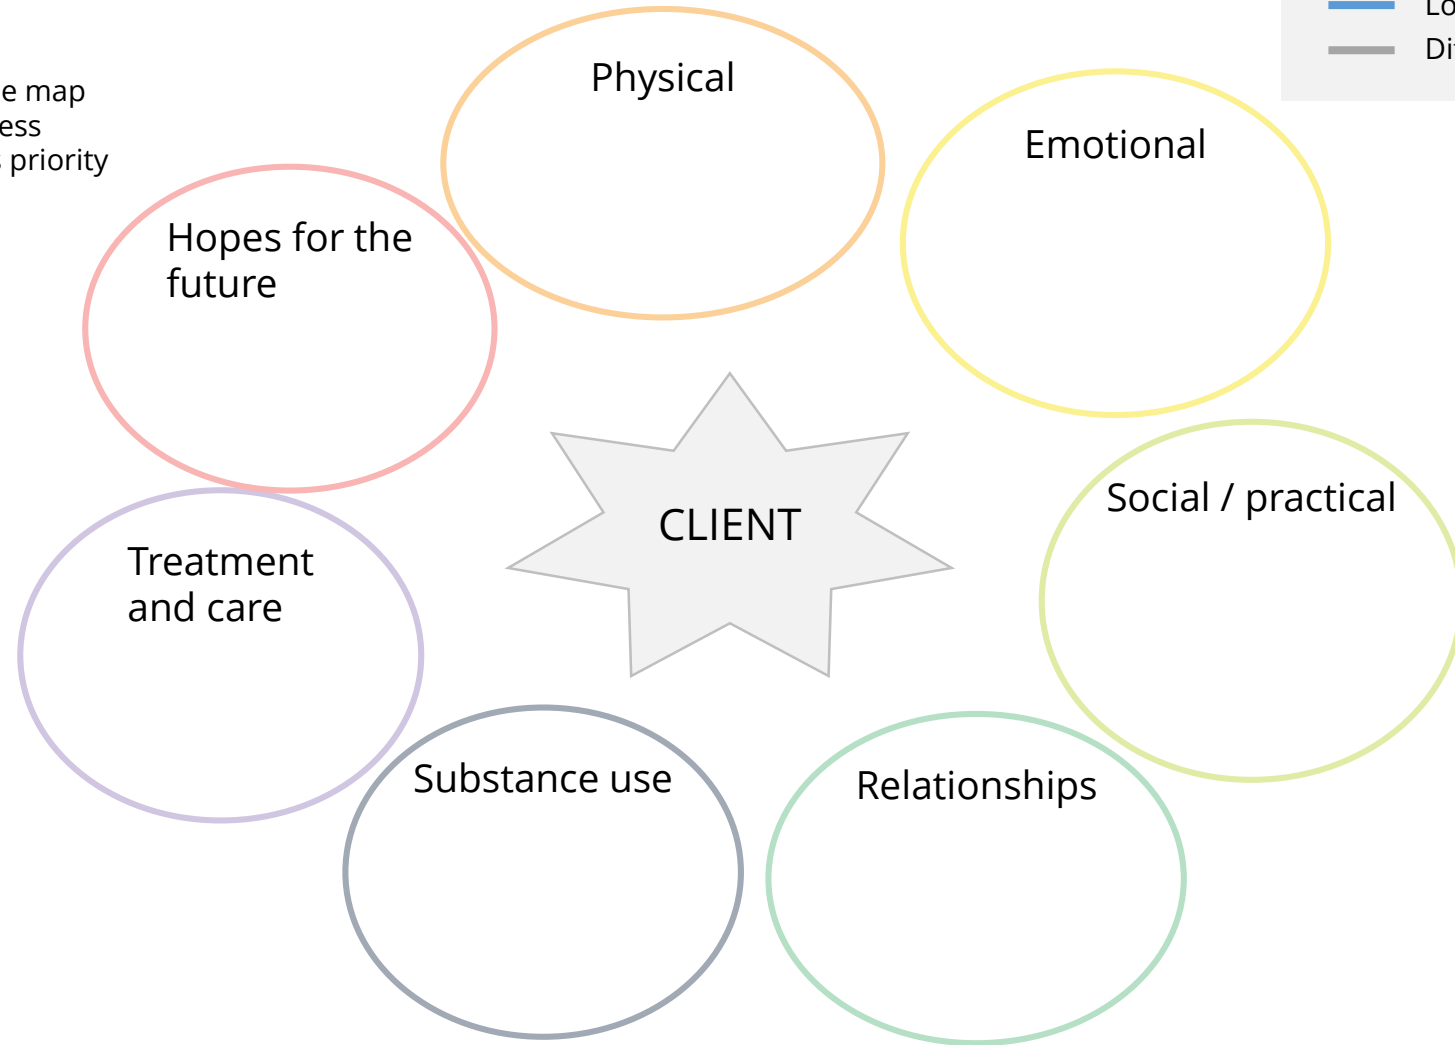 Physical
e map
ess
priority
Emotional
Hopes for the
future
Social / practical
CLIENT
Treatment
and care
Substance use
Relationships